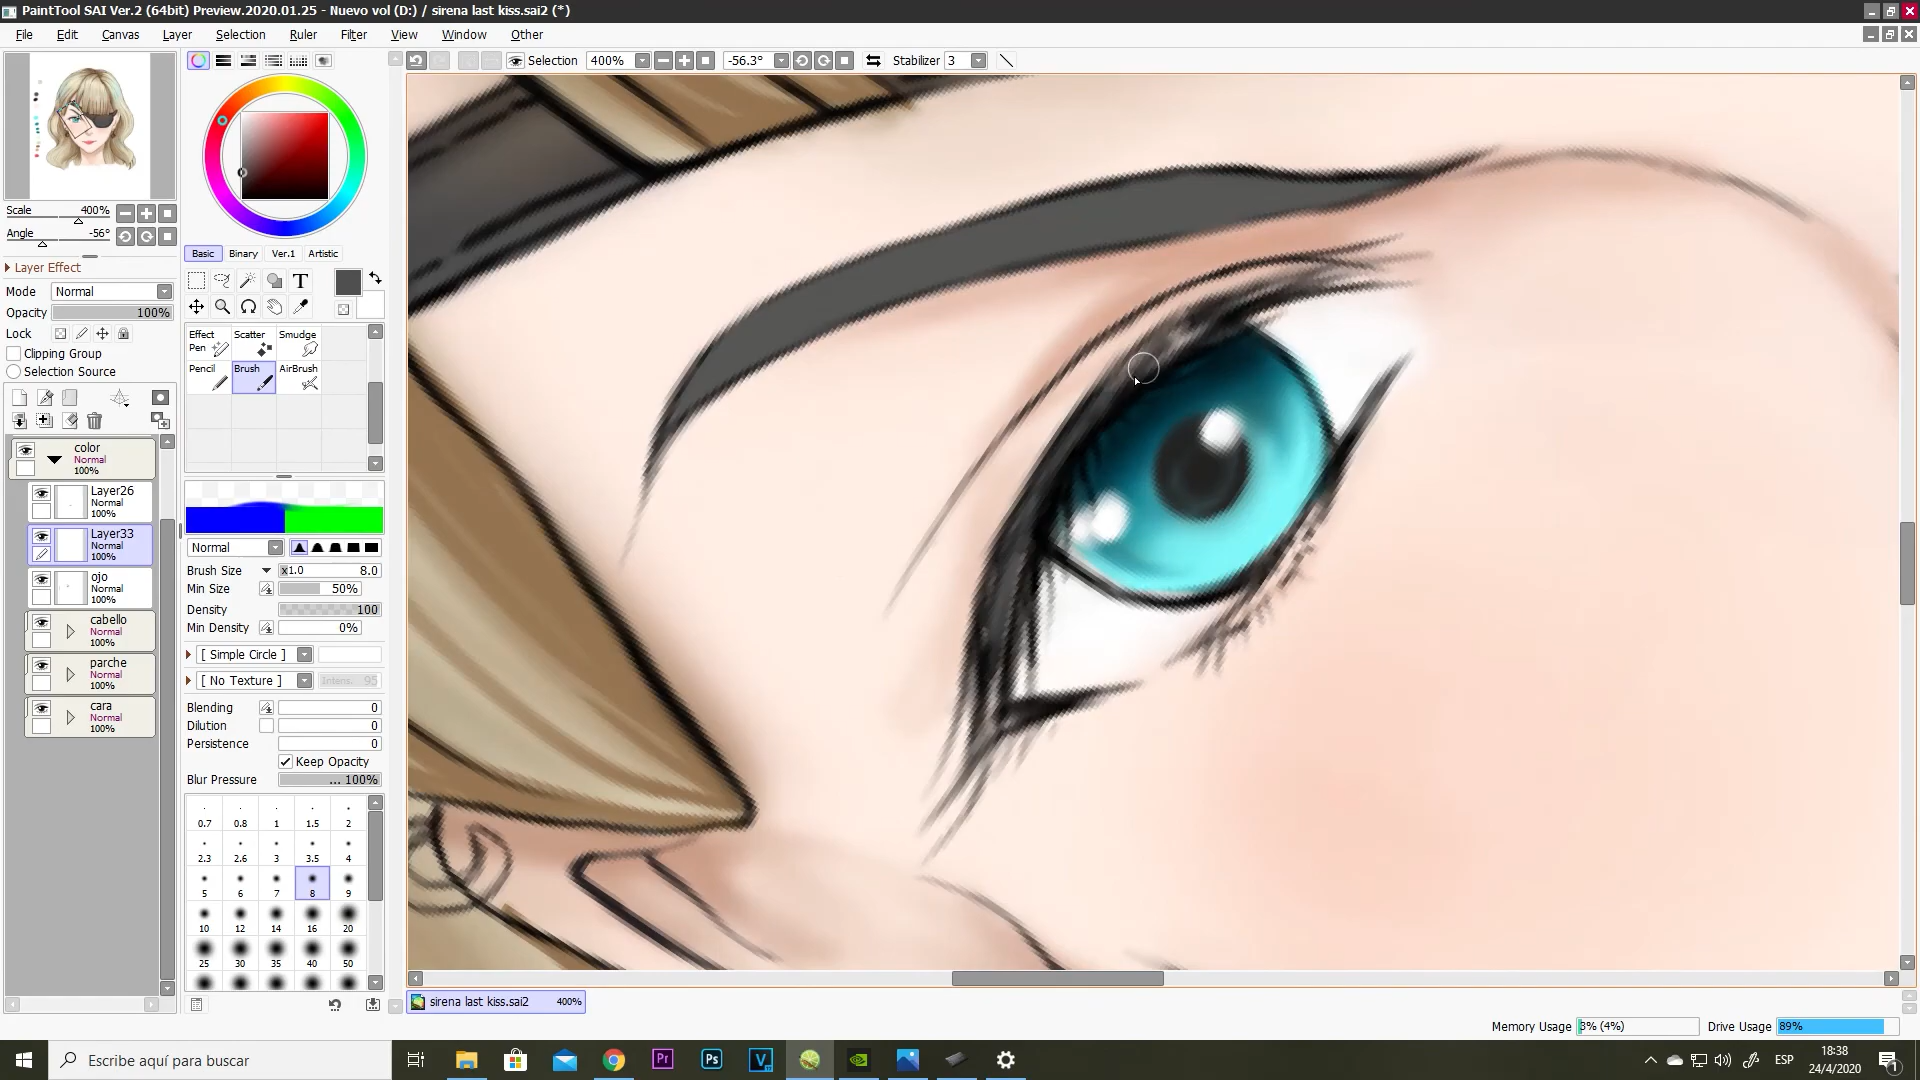 PaintTool SAI Ver.2 (64bit) Preview.2020.01.25 - Nuevo vol (D:) / sirena last kiss.sai2 (*)
File Edit Canvas Layer Selection Ruler Filter View Window Other
Selection 400% -56.3° Stabilizer 3
Scale 400%
Angle -56°
Layer Effect
Mode Normal
Opacity 100%
Lock
Clipping Group
Selection Source
color
Normal
100%
Layer26
Normal
100%
Layer33
Normal
100%
ojo
Normal
100%
cabello
Normal
100%
parche
Normal
100%
cara
Normal
100%
Basic Binary Ver.1 Artistic
T
Effect Pen Scatter Smudge
Pencil Brush AirBrush
Normal
Brush Size x1.0 8.0
Min Size 50%
Density 100
Min Density 0%
[ Simple Circle ]
[ No Texture ] Intens. 95
Blending 0
Dilution 0
Persistence 0
Keep Opacity
Blur Pressure ... 100%
0.7 0.8 1 1.5 2
2.3 2.6 3 3.5 4
5 6 7 8 9
10 12 14 16 20
25 30 35 40 50
sirena last kiss.sai2 400%
Memory Usage 3% (4%) Drive Usage 89%
Escribe aquí para buscar
Pr Ps V
ESP
18:38
24/4/2020
1